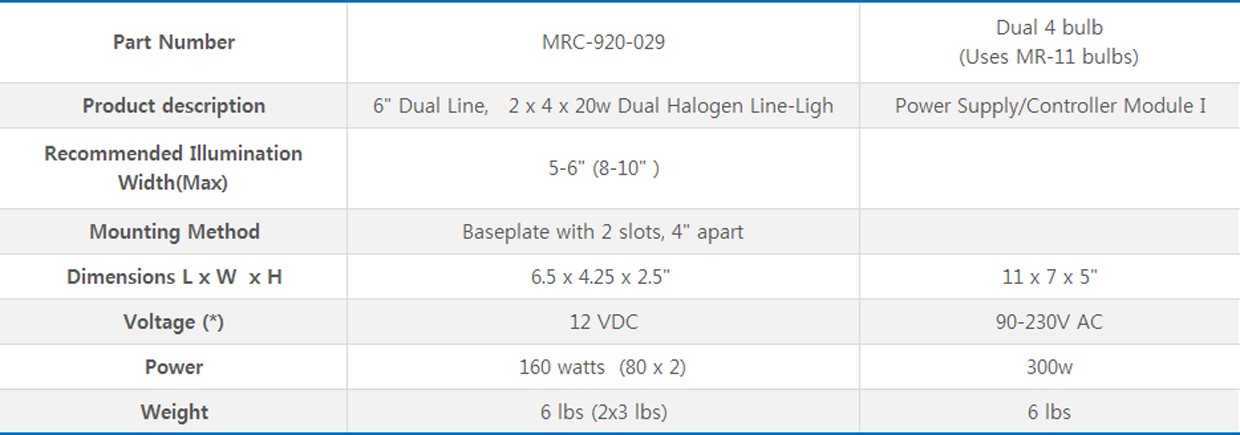 Part Number
MRC-920-029
Dual 4 bulb
(Uses MR-11 bulbs)
Product description
6" Dual Line, 2 x 4 x 20w Dual Halogen Line-Ligh
Power Supply/Controller Module I
Recommended Illumination
Width(Max)
5-6" (8-10" )
Mounting Method
Baseplate with 2 slots, 4" apart
Dimensions L x W x H
6.5 x 4.25 x 2.5"
11 x 7 x 5"
Voltage (*)
12 VDC
90-230V AC
Power
160 watts (80 x 2)
300w
Weight
6 lbs (2x3 lbs)
6 lbs